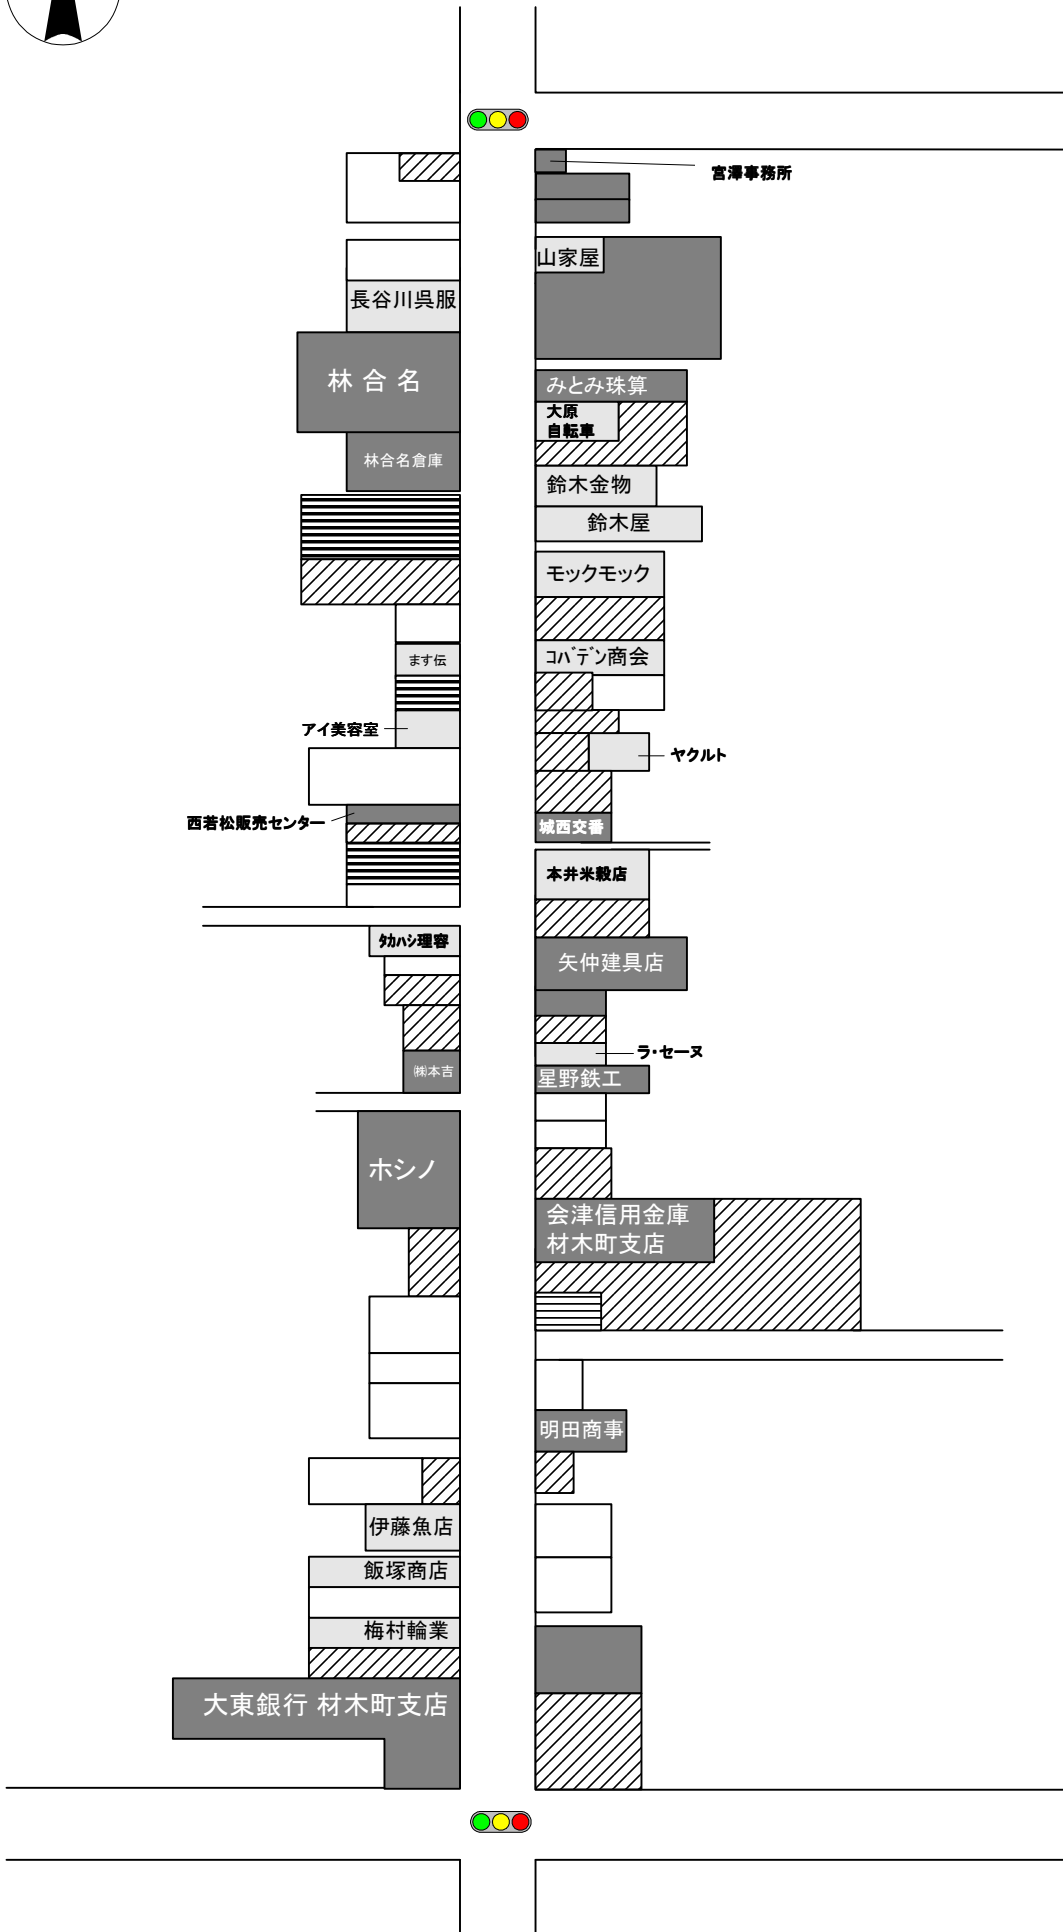 宮澤事務所
山家屋
長谷川呉服
林 合 名
みとみ珠算
大原
自転車
林合名倉庫
鈴木金物
鈴木屋
モックモック
ます伝
ｺﾊﾞﾃﾞﾝ商会
アイ美容室
ヤクルト
西若松販売センター
城西交番
本井米穀店
ﾀｶﾊｼ理容
矢仲建具店
ラ・セーヌ
㈱本吉
星野鉄工
ホシノ
会津信用金庫
材木町支店
明田商事
伊藤魚店
飯塚商店
梅村輪業
大東銀行 材木町支店